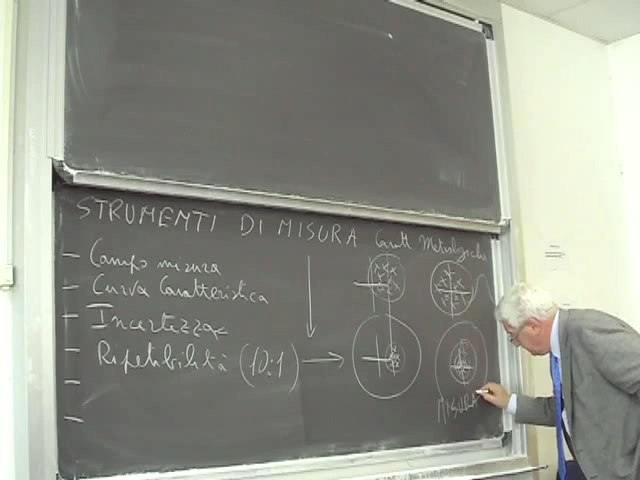 STRUMENTI DI MISURA Caratt. Metrologiche
- Campo misura
- Curva Caratteristica
- Incertezza
- Ripetibilità (10:1)
-
-
MISURA